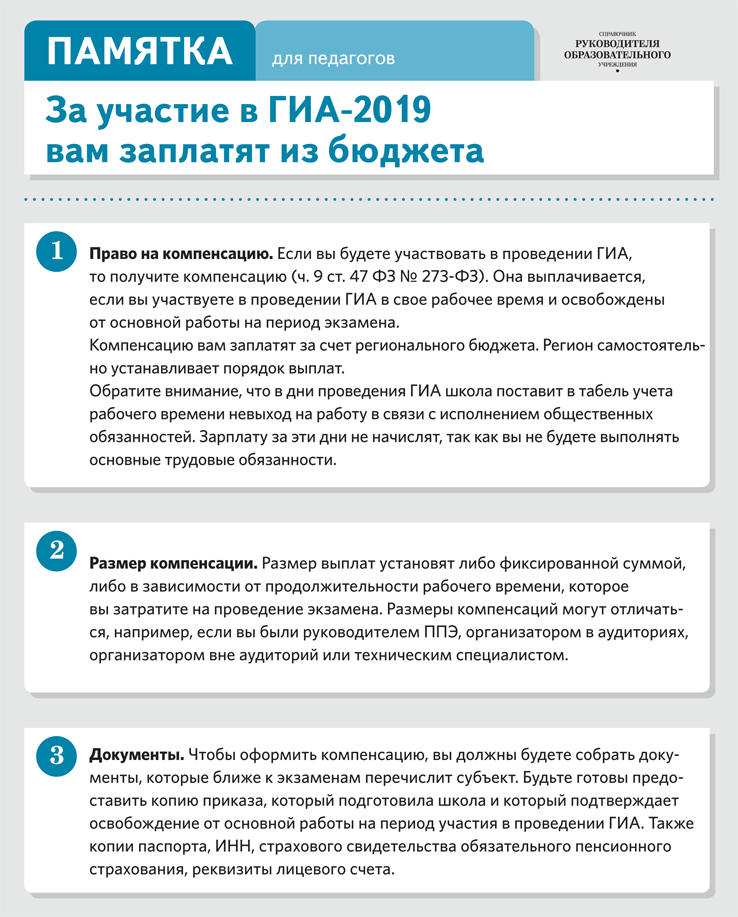 ПАМЯТКА
для педагогов
СПРАВОЧНИК
РУКОВОДИТЕЛЯ
ОБРАЗОВАТЕЛЬНОГО
УЧРЕЖДЕНИЯ
За участие в ГИА-2019
вам заплатят из бюджета
1
Право на компенсацию. Если вы будете участвовать в проведении ГИА,
то получите компенсацию (ч. 9 ст. 47 ФЗ № 273-ФЗ). Она выплачивается,
если вы участвуете в проведении ГИА в свое рабочее время и освобождены
от основной работы на период экзамена.
Компенсацию вам заплатят за счет регионального бюджета. Регион самостоятель-
но устанавливает порядок выплат.
Обратите внимание, что в дни проведения ГИА школа поставит в табель учета
рабочего времени невыход на работу в связи с исполнением общественных
обязанностей. Зарплату за эти дни не начислят, так как вы не будете выполнять
основные трудовые обязанности.
2
Размер компенсации. Размер выплат установят либо фиксированной суммой,
либо в зависимости от продолжительности рабочего времени, которое
вы затратите на проведение экзамена. Размеры компенсаций могут отличать-
ся, например, если вы были руководителем ППЭ, организатором в аудиториях,
организатором вне аудиторий или техническим специалистом.
3
Документы. Чтобы оформить компенсацию, вы должны будете собрать доку-
менты, которые ближе к экзаменам перечислит субъект. Будьте готовы предо-
ставить копию приказа, который подготовила школа и который подтверждает
освобождение от основной работы на период участия в проведении ГИА. Также
копии паспорта, ИНН, страхового свидетельства обязательного пенсионного
страхования, реквизиты лицевого счета.